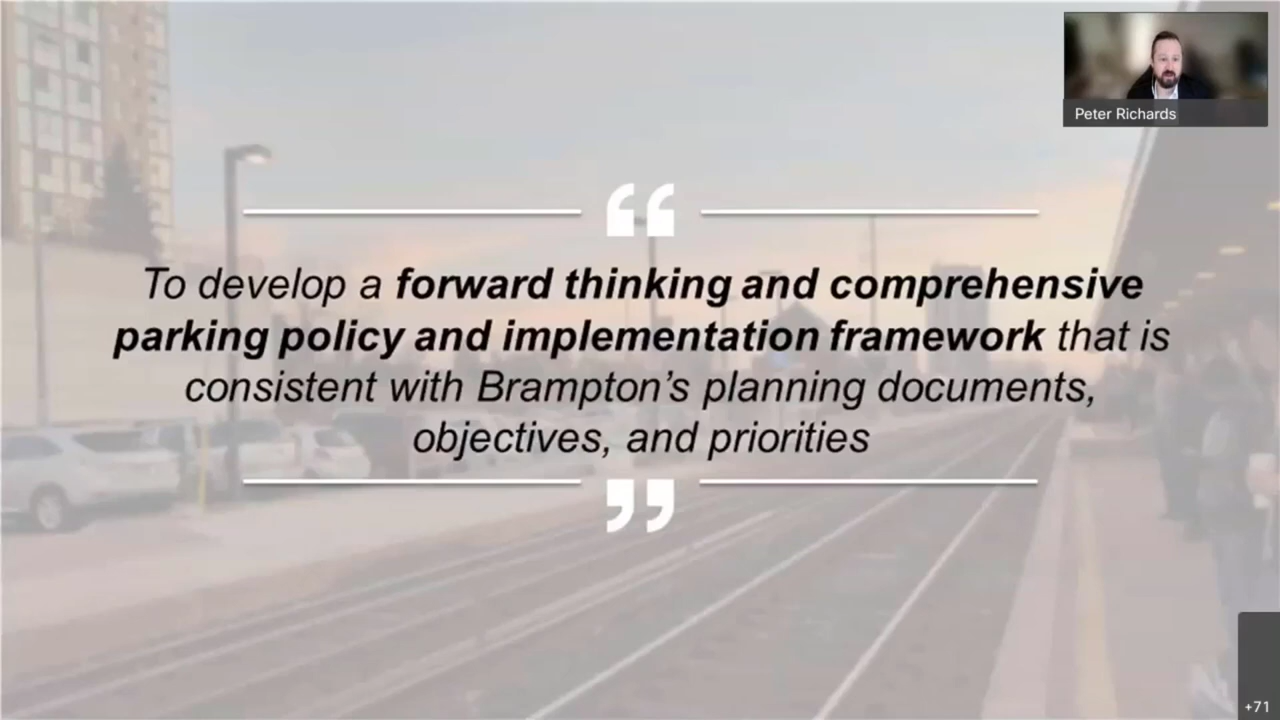 Peter Richards
“
To develop a forward thinking and comprehensive
parking policy and implementation framework that is
consistent with Brampton’s planning documents,
objectives, and priorities
”
+71